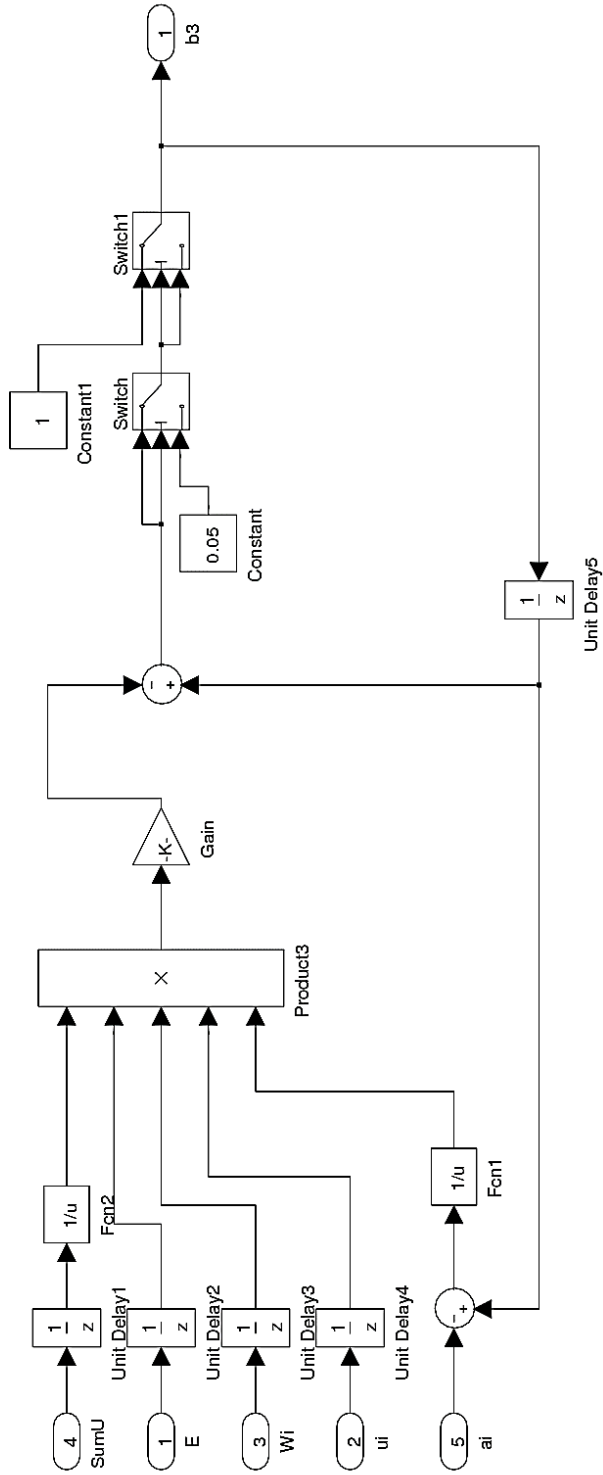 4
SumU
1
z
Unit Delay1
1/u
Fcn2
1
E
1
z
Unit Delay2
3
Wi
1
z
Unit Delay3
2
ui
1
z
Unit Delay4
5
ai
-
+
1/u
Fcn1
×
Product3
-K-
Gain
-
+
0.05
Constant
Switch
1
Constant1
Switch1
1
b3
1
z
Unit Delay5